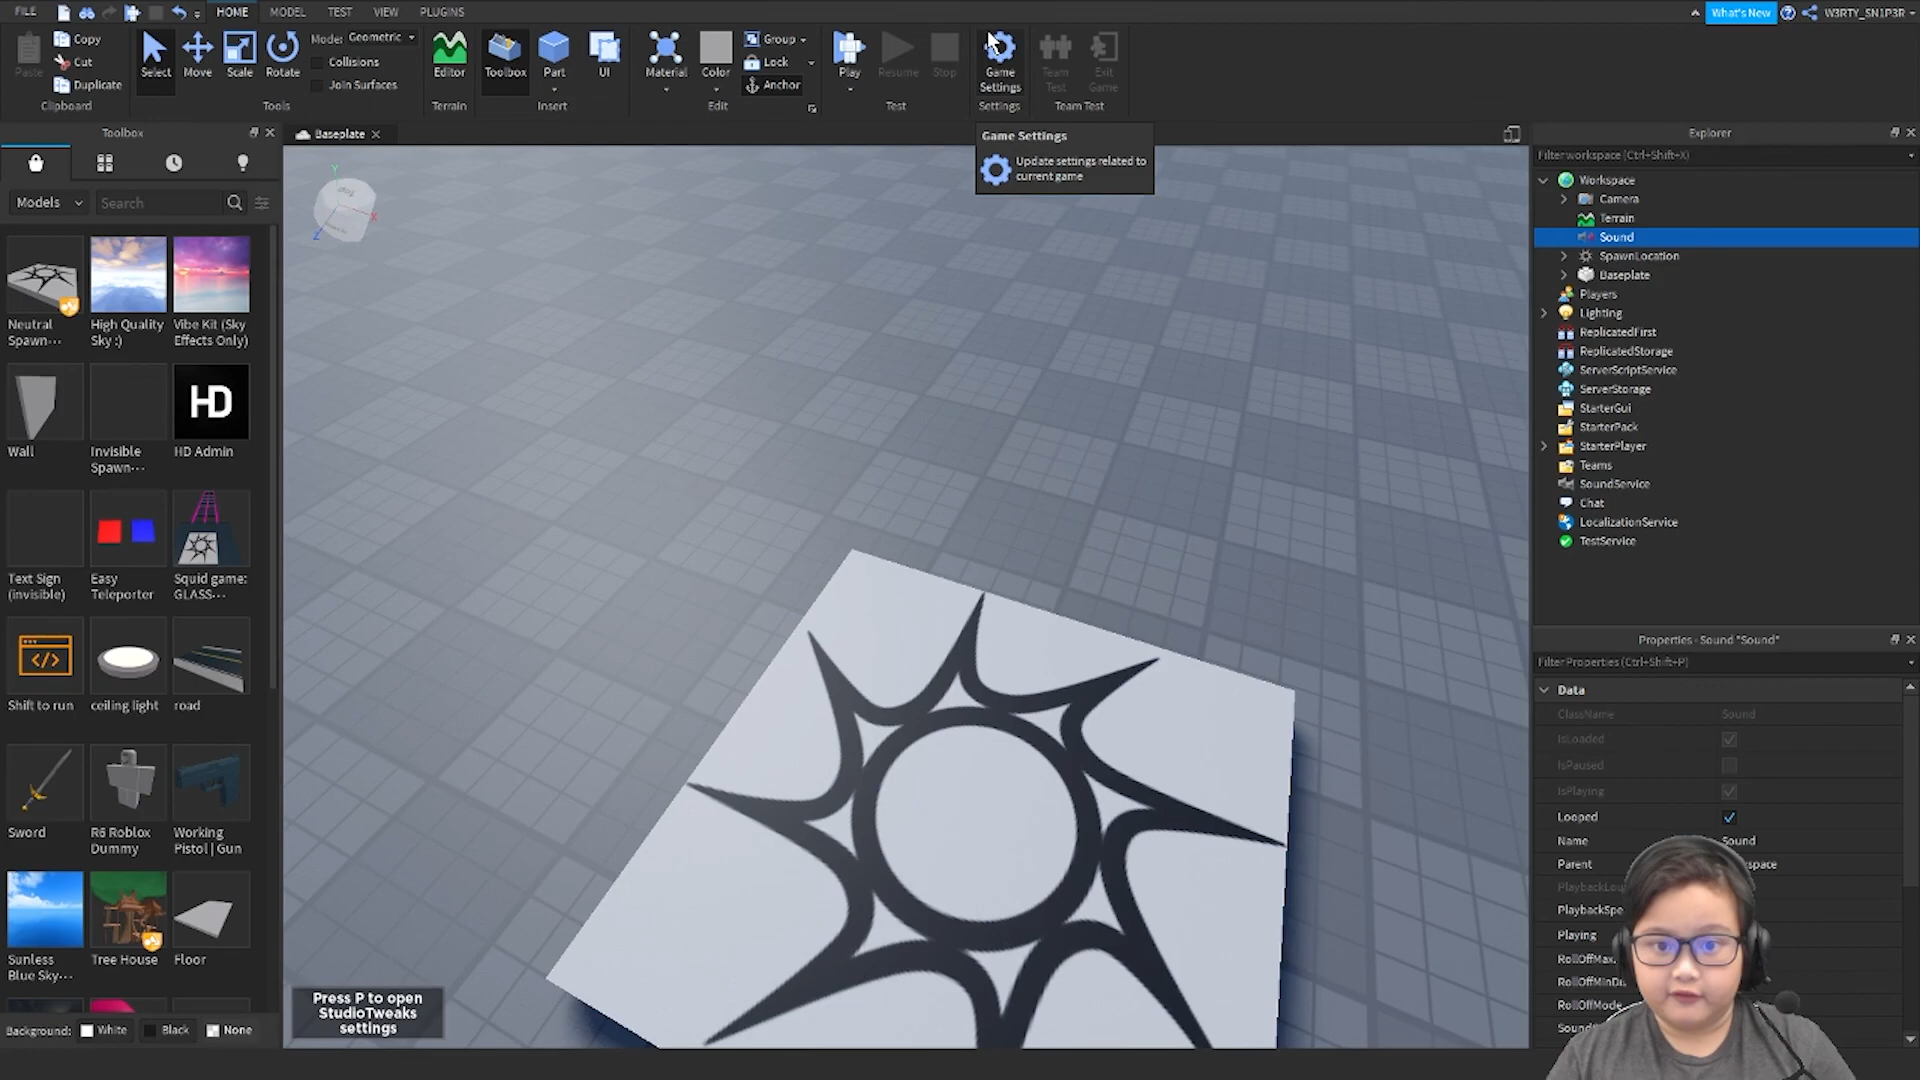 FILE
HOME
MODEL
TEST
VIEW
PLUGINS
What's New
W3RTY_SN1P3R
Paste
Copy
Cut
Duplicate
Clipboard
Select
Move
Scale
Rotate
Mode: Geometric
Collisions
Join Surfaces
Tools
Editor
Terrain
Toolbox
Part
UI
Insert
Material
Color
Group
Lock
Anchor
Edit
Play
Resume
Stop
Test
Game
Settings
Settings
Team
Test
Exit
Game
Team Test
Toolbox
Baseplate
Game Settings
Update settings related to
current game
Models
Search
Neutral
Spawn...
High Quality
Sky :)
Vibe Kit (Sky
Effects Only)
Wall
Invisible
Spawn...
HD
HD Admin
Text Sign
(invisible)
Easy
Teleporter
Squid game:
GLASS...
Shift to run
ceiling light
road
Sword
R6 Roblox
Dummy
Working
Pistol | Gun
Sunless
Blue Sky...
Tree House
Floor
Background:
White
Black
None
Press P to open
StudioTweaks
settings
Explorer
Filter workspace (Ctrl+Shift+X)
Workspace
Camera
Terrain
Sound
SpawnLocation
Baseplate
Players
Lighting
ReplicatedFirst
ReplicatedStorage
ServerScriptService
ServerStorage
StarterGui
StarterPack
StarterPlayer
Teams
SoundService
Chat
LocalizationService
TestService
Properties - Sound "Sound"
Filter Properties (Ctrl+Shift+P)
Data
ClassName Sound
IsLoaded
IsPaused
IsPlaying
Looped
Name Sound
Parent
PlaybackLou
PlaybackSpe
Playing
RollOffMax
RollOffMinDi
RollOffMode
Sound